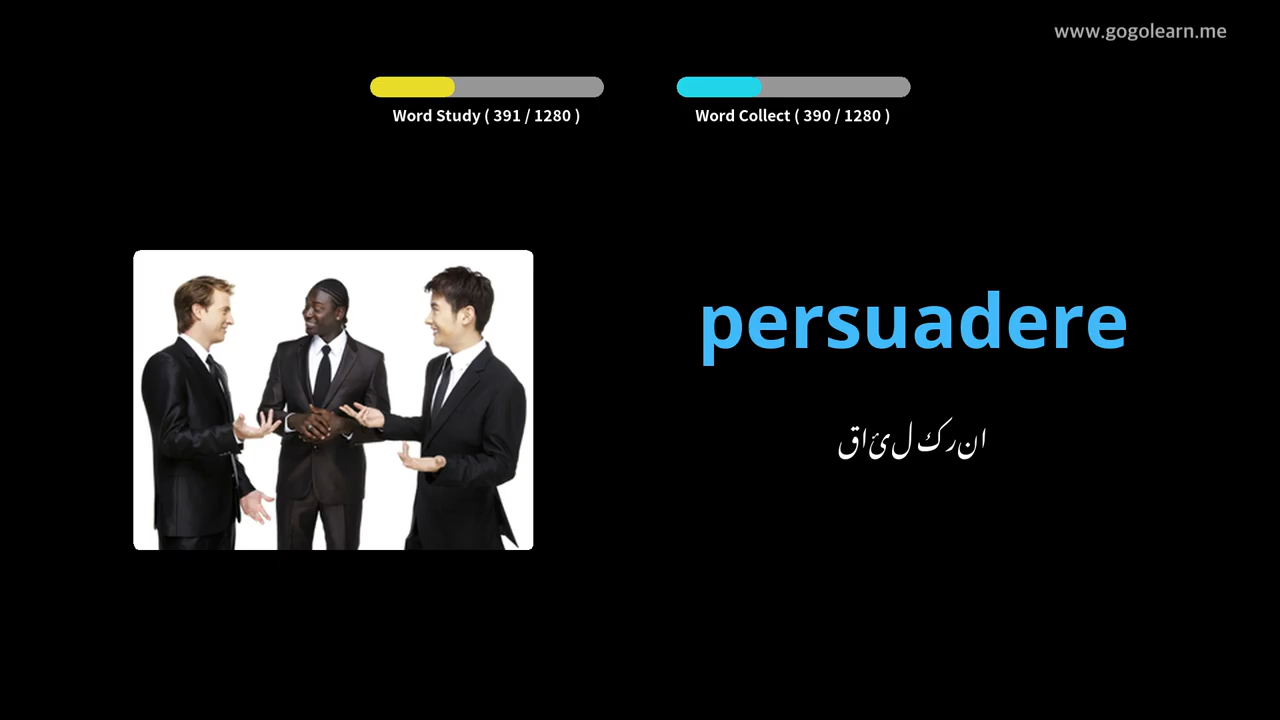 www.gogolearn.me
Word Study ( 391 / 1280 )
Word Collect ( 390 / 1280 )
persuadere
قائل کرنا